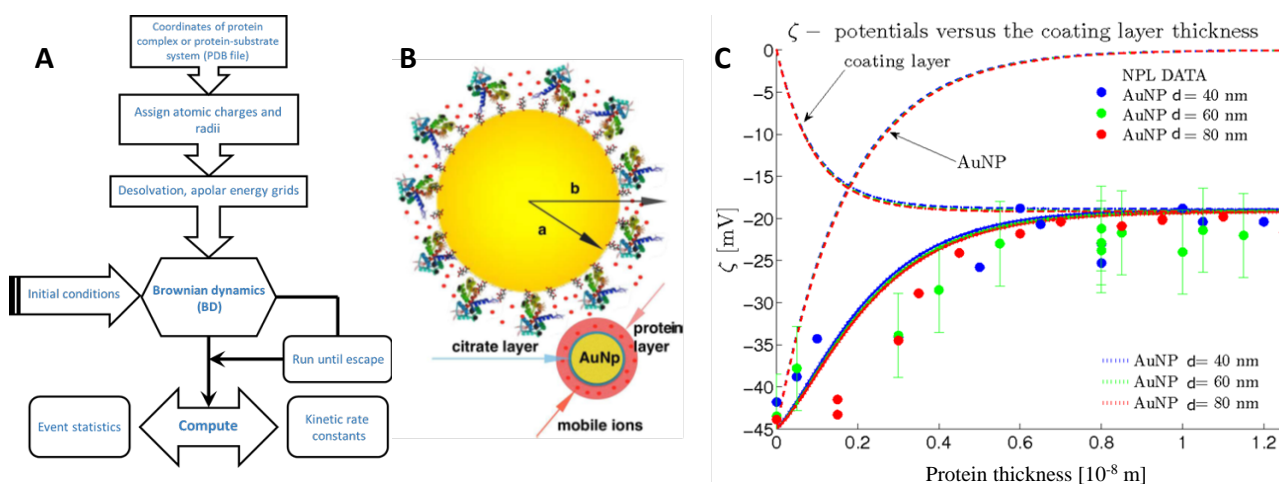 A
Coordinates of protein
complex or protein-substrate
system (PDB file)
Assign atomic charges and
radii
Desolvation, apolar energy grids
Initial conditions
Brownian dynamics
(BD)
Run until escape
Event statistics
Compute
Kinetic rate
constants
B
b
a
citrate layer
AuNp
protein
layer
mobile ions
C
ζ – potentials versus the coating layer thickness
coating layer
AuNP
NPL DATA
AuNP d = 40 nm
AuNP d = 60 nm
AuNP d = 80 nm
AuNP d= 40 nm
AuNP d= 60 nm
AuNP d= 80 nm
ζ [mV]
0
-5
-10
-15
-20
-25
-30
-35
-40
-45
0 0.2 0.4 0.6 0.8 1 1.2
Protein thickness [10⁻⁸ m]